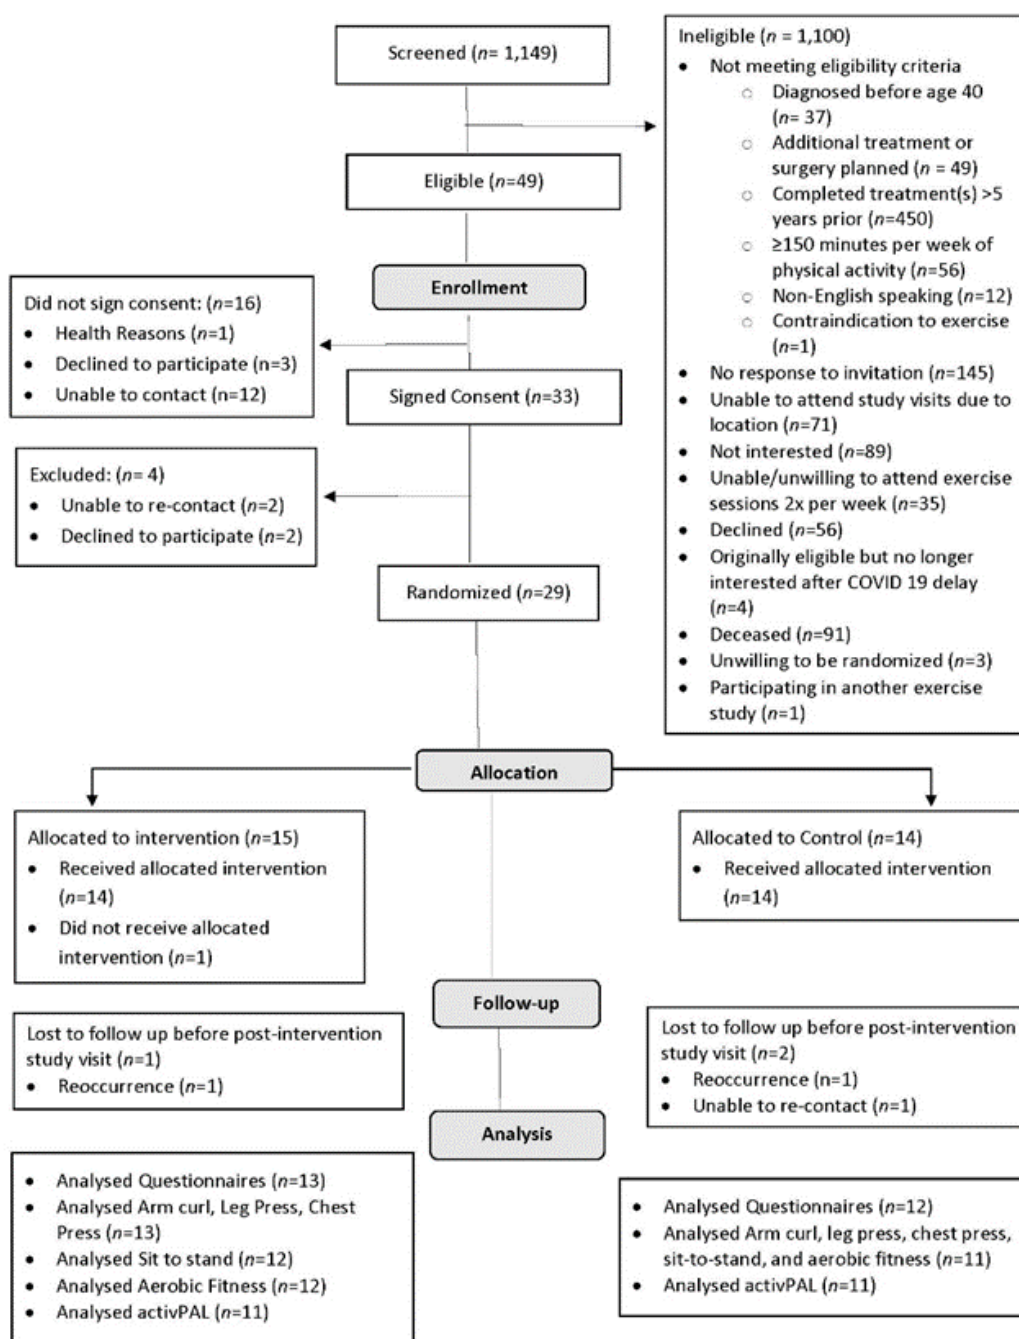 Screened (n= 1,149)
Ineligible (n = 1,100)
• Not meeting eligibility criteria
○ Diagnosed before age 40
(n= 37)
○ Additional treatment or
surgery planned (n = 49)
○ Completed treatment(s) >5
years prior (n=450)
○ ≥150 minutes per week of
physical activity (n=56)
○ Non-English speaking (n=12)
○ Contraindication to exercise
(n=1)
• No response to invitation (n=145)
• Unable to attend study visits due to
location (n=71)
• Not interested (n=89)
• Unable/unwilling to attend exercise
sessions 2x per week (n=35)
• Declined (n=56)
• Originally eligible but no longer
interested after COVID 19 delay
(n=4)
• Deceased (n=91)
• Unwilling to be randomized (n=3)
• Participating in another exercise
study (n=1)
Eligible (n=49)
Enrollment
Did not sign consent: (n=16)
• Health Reasons (n=1)
• Declined to participate (n=3)
• Unable to contact (n=12)
Signed Consent (n=33)
Excluded: (n= 4)
• Unable to re-contact (n=2)
• Declined to participate (n=2)
Randomized (n=29)
Allocation
Allocated to intervention (n=15)
• Received allocated intervention
(n=14)
• Did not receive allocated
intervention (n=1)
Allocated to Control (n=14)
• Received allocated intervention
(n=14)
Follow-up
Lost to follow up before post-intervention
study visit (n=1)
• Reoccurrence (n=1)
Lost to follow up before post-intervention
study visit (n=2)
• Reoccurrence (n=1)
• Unable to re-contact (n=1)
Analysis
• Analysed Questionnaires (n=13)
• Analysed Arm curl, Leg Press, Chest
Press (n=13)
• Analysed Sit to stand (n=12)
• Analysed Aerobic Fitness (n=12)
• Analysed activPAL (n=11)
• Analysed Questionnaires (n=12)
• Analysed Arm curl, leg press, chest press,
sit-to-stand, and aerobic fitness (n=11)
• Analysed activPAL (n=11)